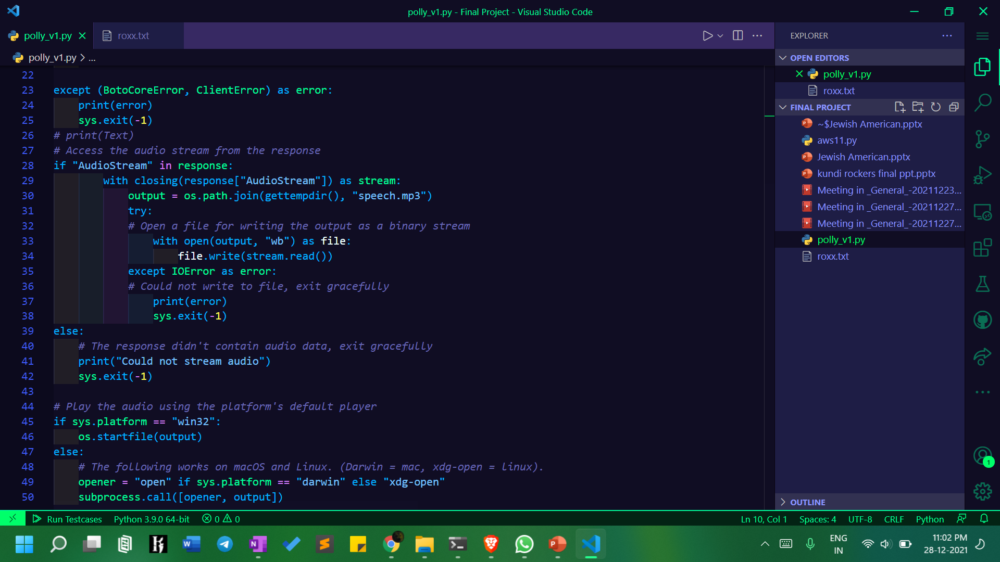 polly_v1.py - Final Project - Visual Studio Code
polly_v1.py
roxx.txt
polly_v1.py > ...
22
23 except (BotoCoreError, ClientError) as error:
24 print(error)
25 sys.exit(-1)
26 # print(Text)
27 # Access the audio stream from the response
28 if "AudioStream" in response:
29 with closing(response["AudioStream"]) as stream:
30 output = os.path.join(gettempdir(), "speech.mp3")
31 try:
32 # Open a file for writing the output as a binary stream
33 with open(output, "wb") as file:
34 file.write(stream.read())
35 except IOError as error:
36 # Could not write to file, exit gracefully
37 print(error)
38 sys.exit(-1)
39 else:
40 # The response didn't contain audio data, exit gracefully
41 print("Could not stream audio")
42 sys.exit(-1)
43
44 # Play the audio using the platform's default player
45 if sys.platform == "win32":
46 os.startfile(output)
47 else:
48 # The following works on macOS and Linux. (Darwin = mac, xdg-open = linux).
49 opener = "open" if sys.platform == "darwin" else "xdg-open"
50 subprocess.call([opener, output])
EXPLORER
OPEN EDITORS
polly_v1.py
roxx.txt
FINAL PROJECT
~$Jewish American.pptx
aws11.py
Jewish American.pptx
kundi rockers final ppt.pptx
Meeting in _General_-20211223...
Meeting in _General_-20211227...
Meeting in _General_-20211227...
polly_v1.py
roxx.txt
OUTLINE
1
Run Testcases
Python 3.9.0 64-bit
0
0
Ln 10, Col 1
Spaces: 4
UTF-8
CRLF
Python
ENG
IN
11:02 PM
28-12-2021